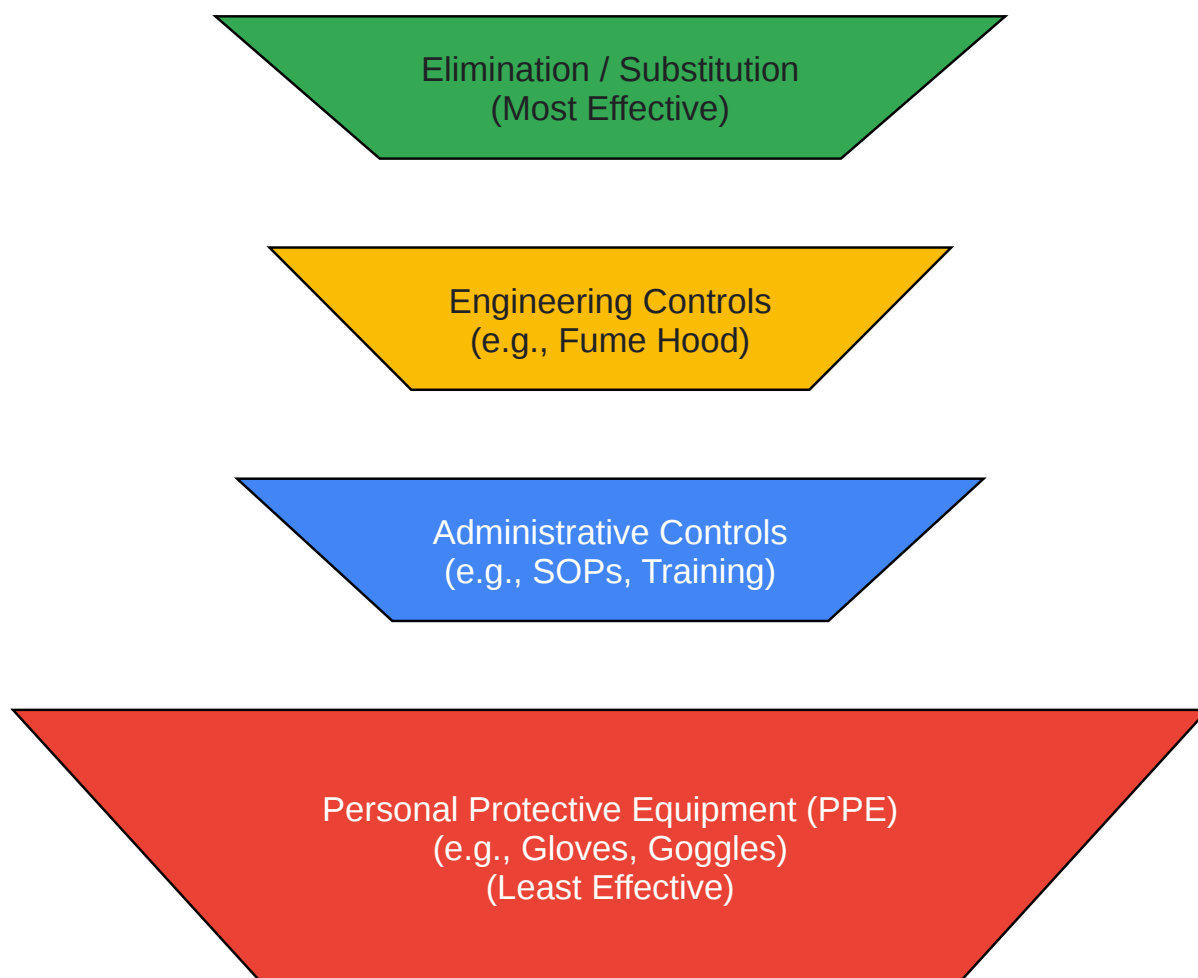 Elimination / Substitution
(Most Effective)
Engineering Controls
(e.g., Fume Hood)
Administrative Controls
(e.g., SOPs, Training)
Personal Protective Equipment (PPE)
(e.g., Gloves, Goggles)
(Least Effective)